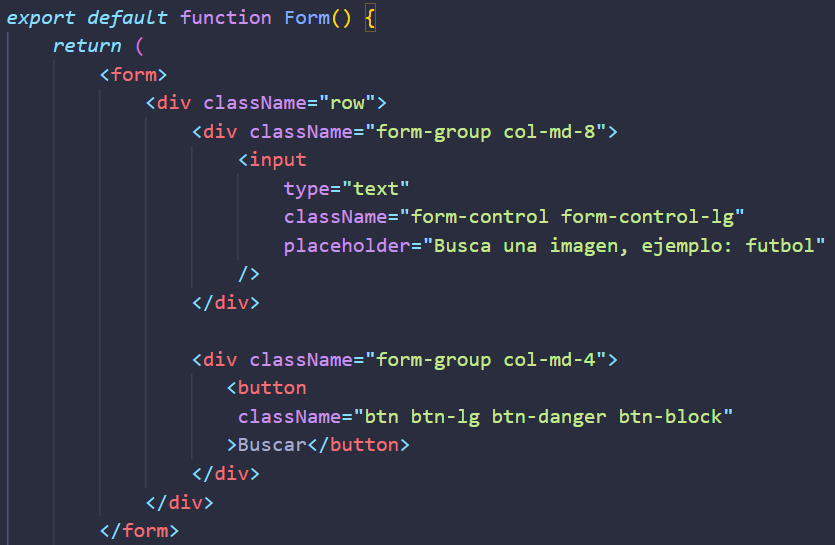 export default function Form() {
    return (
        <form>
            <div className="row">
                <div className="form-group col-md-8">
                    <input
                        type="text"
                        className="form-control form-control-lg"
                        placeholder="Busca una imagen, ejemplo: futbol"
                    />
                </div>

                <div className="form-group col-md-4">
                   <button
                    className="btn btn-lg btn-danger btn-block"
                   >Buscar</button>
                </div>
            </div>
        </form>